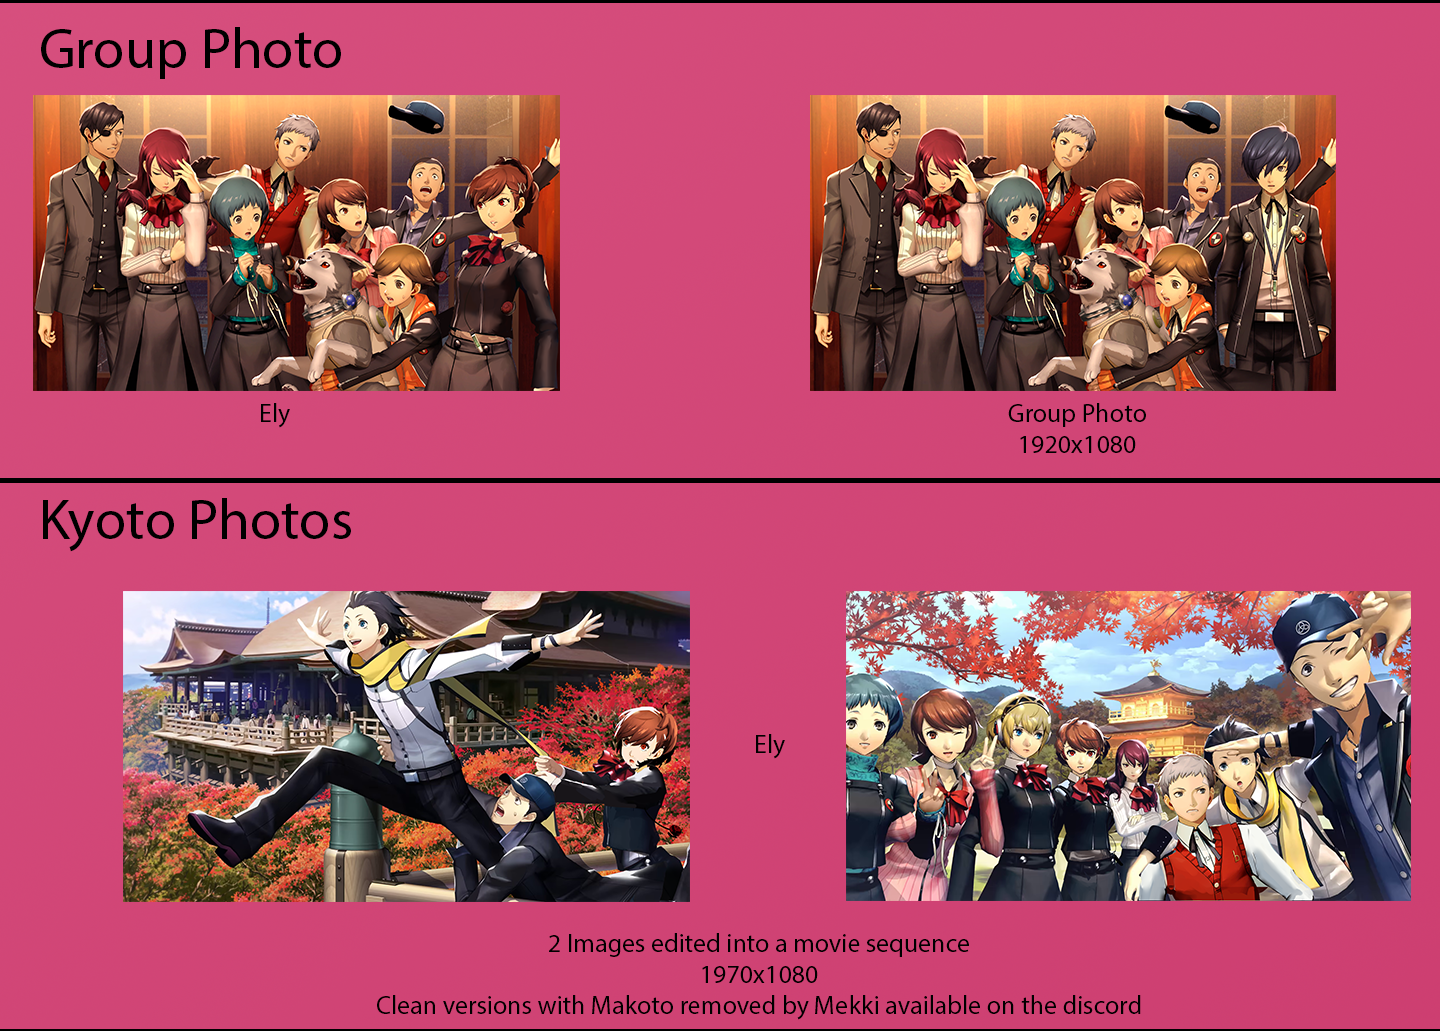 Group Photo
Ely
Group Photo
1920x1080
Kyoto Photos
Ely
2 Images edited into a movie sequence
1970x1080
Clean versions with Makoto removed by Mekki available on the discord